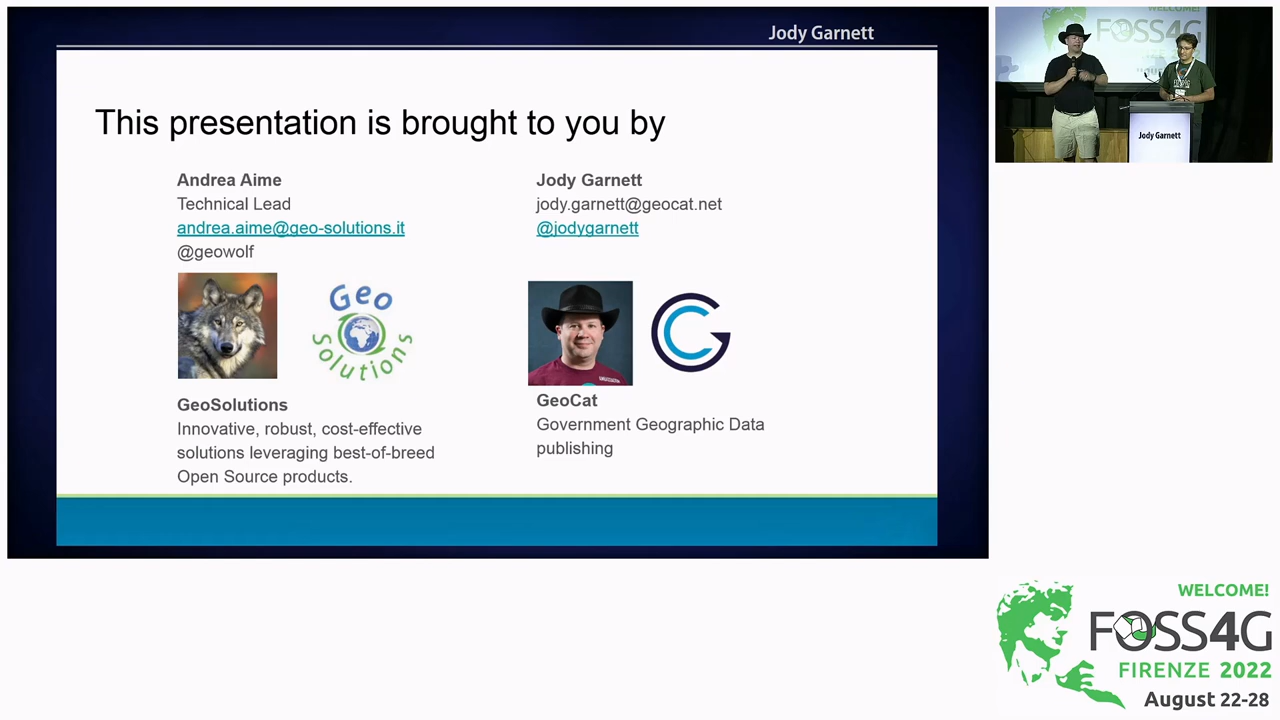 Jody Garnett
This presentation is brought to you by
Andrea Aime
Technical Lead
andrea.aime@geo-solutions.it
@geowolf
Geo
Solutions
GeoSolutions
Innovative, robust, cost-effective
solutions leveraging best-of-breed
Open Source products.
Jody Garnett
jody.garnett@geocat.net
@jodygarnett
GeoCat
Government Geographic Data
publishing
FOSS4G
Jody Garnett
WELCOME!
FOSS4G
FIRENZE 2022
August 22-28